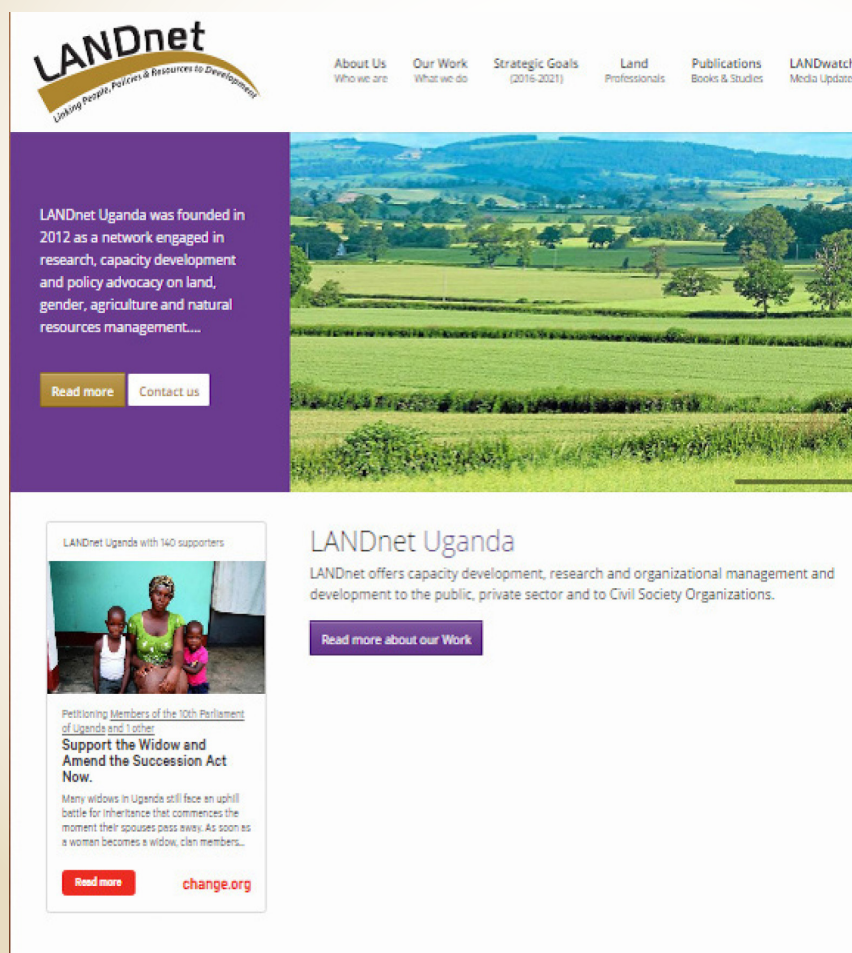 LANDnet
Linking People, Policies & Resources to Development
About Us
Who we are
Our Work
What we do
Strategic Goals
(2016-2021)
Land
Professionals
Publications
Books & Studies
LANDwatch
Media Update
LANDnet Uganda was founded in
2012 as a network engaged in
research, capacity development
and policy advocacy on land,
gender, agriculture and natural
resources management....
Read more
Contact us
LANDnet Uganda with 140 supporters
Petitioning Members of the 10th Parliament
of Uganda and 1 other
Support the Widow and
Amend the Succession Act
Now.
Many widows in Uganda still face an uphill
battle for inheritance that commences the
moment their spouses pass away. As soon as
a woman becomes a widow, clan members...
Read more
change.org
LANDnet Uganda
LANDnet offers capacity development, research and organizational management and
development to the public, private sector and to Civil Society Organizations.
Read more about our Work